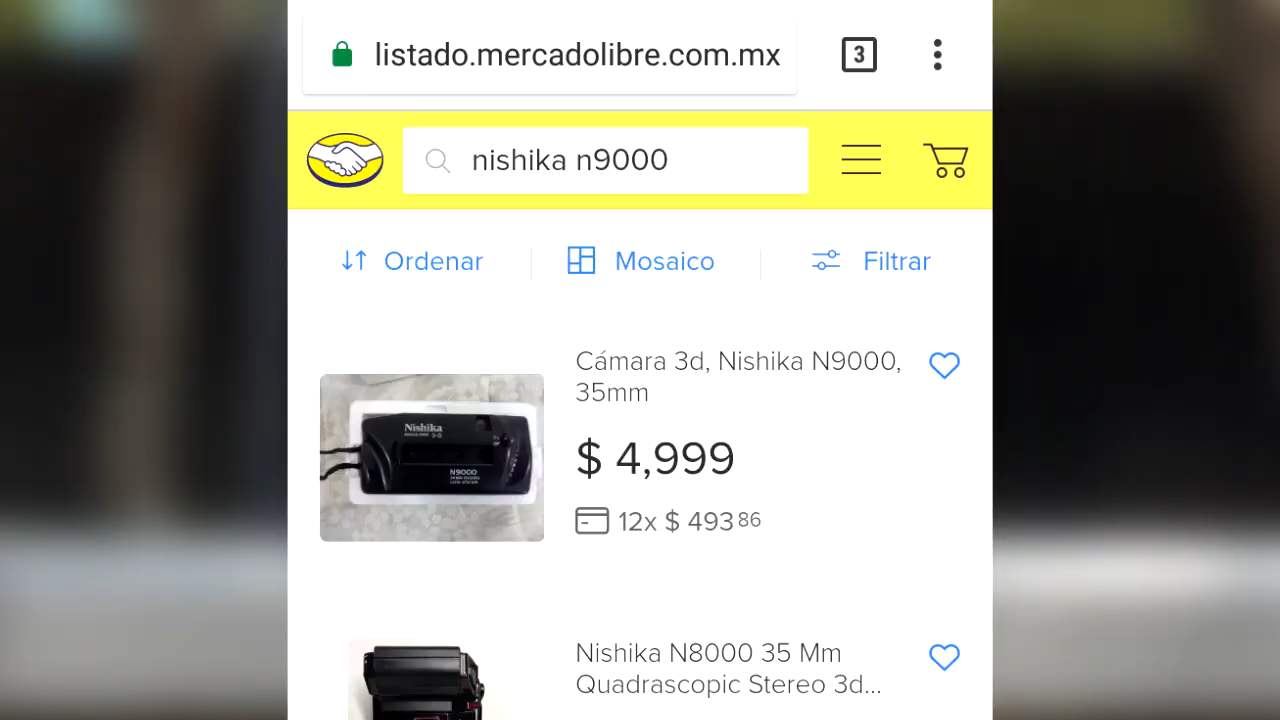 listado.mercadolibre.com.mx
3
nishika n9000
Ordenar
Mosaico
Filtrar
Cámara 3d, Nishika N9000,
35mm
$ 4,999
12x $ 493 86
Nishika
N9000
Nishika N8000 35 Mm
Quadrascopic Stereo 3d...